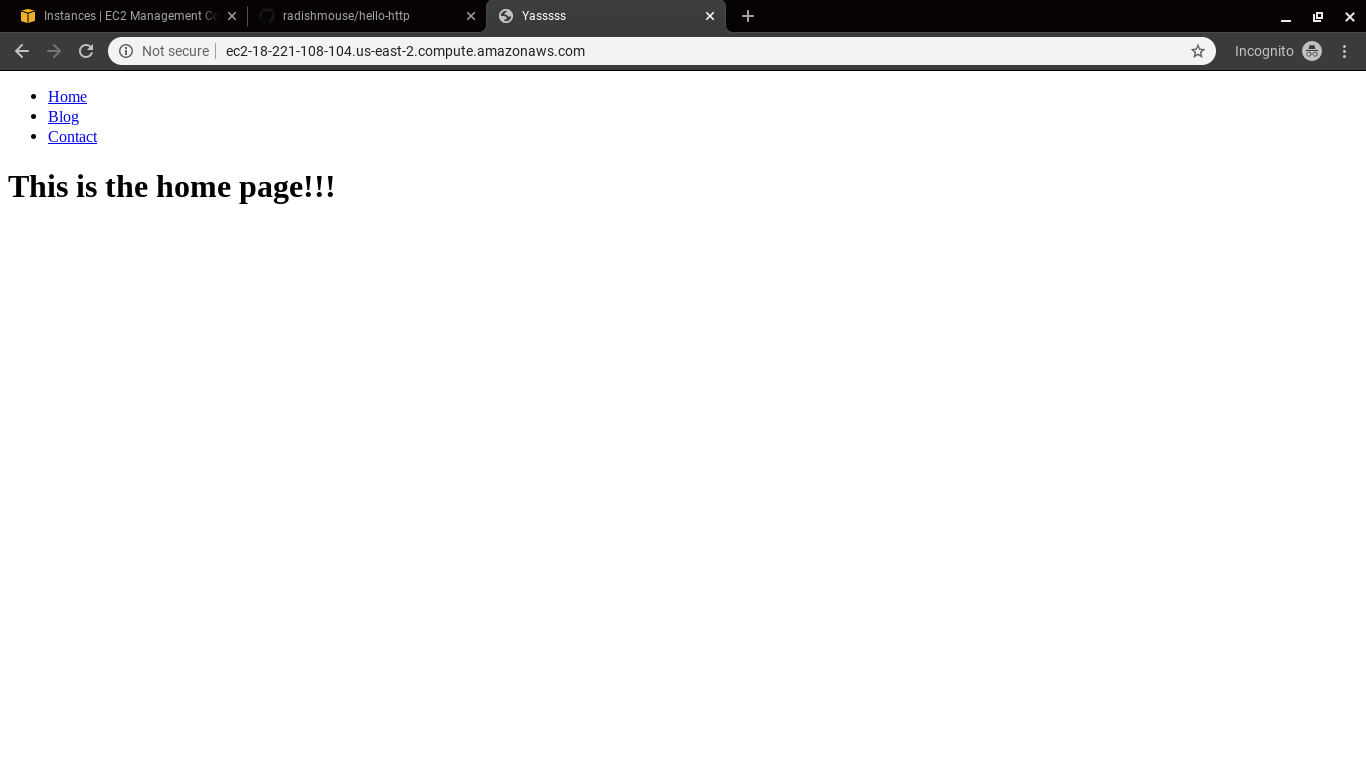 Instances | EC2 Management Co
radishmouse/hello-http
Yasssss
Not secure
ec2-18-221-108-104.us-east-2.compute.amazonaws.com
Incognito
Home
Blog
Contact
This is the home page!!!